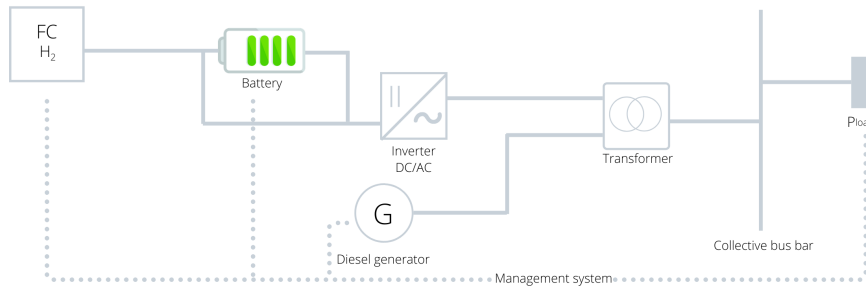 FC
H₂
Battery
Inverter
DC/AC
Transformer
G
Diesel generator
Collective bus bar
Management system